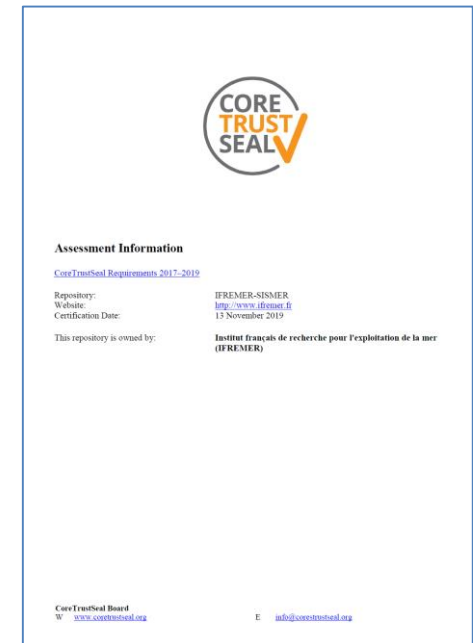 CORE
TRUST
SEAL
Assessment Information
CoreTrustSeal Requirements 2017–2019
Repository: IFREMER-SISMER
Website: http://www.ifremer.fr
Certification Date: 13 November 2019
This repository is owned by: Institut français de recherche pour l'exploitation de la mer
(IFREMER)
CoreTrustSeal Board
W www.coretrustseal.org E info@coretrustseal.org